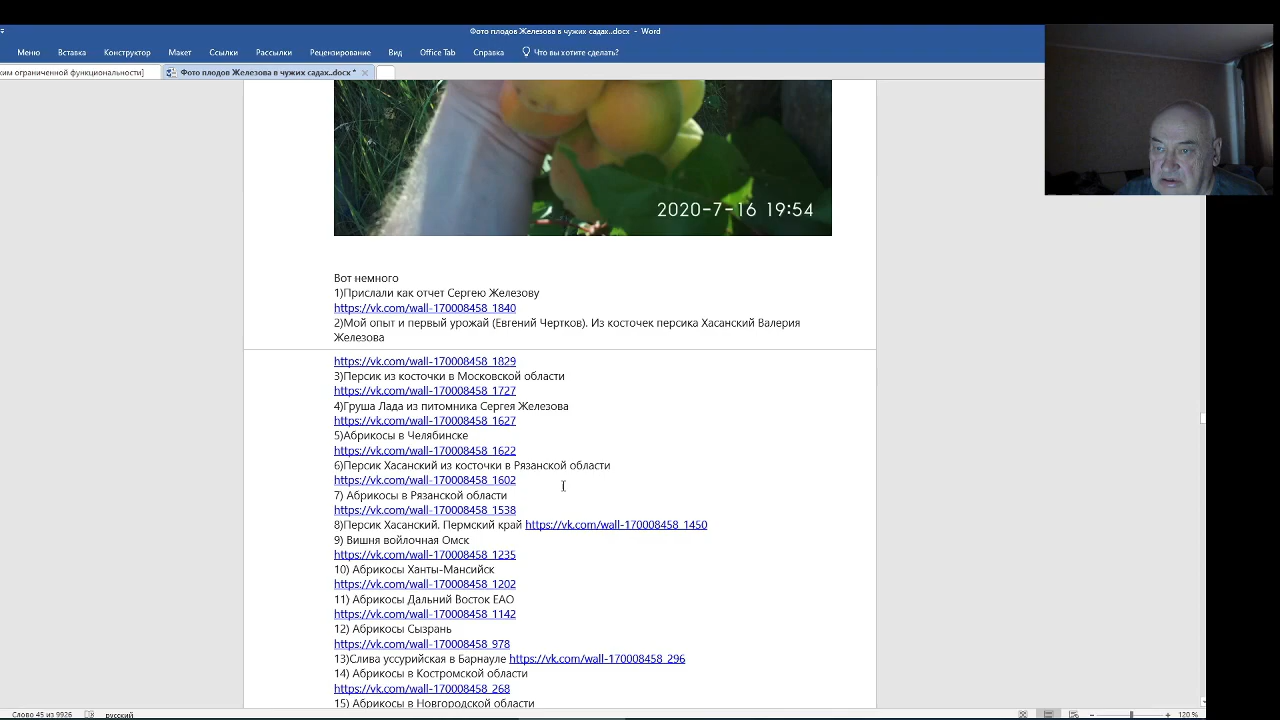 Фото плодов Железова в чужих садах..docx - Word
Меню Вставка Конструктор Макет Ссылки Рассылки Рецензирование Вид Office Tab Справка Что вы хотите сделать?
ким ограниченной функциональности] Фото плодов Железова в чужих садах..docx *
2020-7-16 19:54
Вот немного
1)Прислали как отчет Сергею Железову
https://vk.com/wall-170008458_1840
2)Мой опыт и первый урожай (Евгений Чертков). Из косточек персика Хасанский Валерия
Железова
https://vk.com/wall-170008458_1829
3)Персик из косточки в Московской области
https://vk.com/wall-170008458_1727
4)Груша Лада из питомника Сергея Железова
https://vk.com/wall-170008458_1627
5)Абрикосы в Челябинске
https://vk.com/wall-170008458_1622
6)Персик Хасанский из косточки в Рязанской области
https://vk.com/wall-170008458_1602
7) Абрикосы в Рязанской области
https://vk.com/wall-170008458_1538
8)Персик Хасанский. Пермский край https://vk.com/wall-170008458_1450
9) Вишня войлочная Омск
https://vk.com/wall-170008458_1235
10) Абрикосы Ханты-Мансийск
https://vk.com/wall-170008458_1202
11) Абрикосы Дальний Восток ЕАО
https://vk.com/wall-170008458_1142
12) Абрикосы Сызрань
https://vk.com/wall-170008458_978
13)Слива уссурийская в Барнауле https://vk.com/wall-170008458_296
14) Абрикосы в Костромской области
https://vk.com/wall-170008458_268
15) Абрикосы в Новгородской области
Слово 45 из 9926 русский 120 %